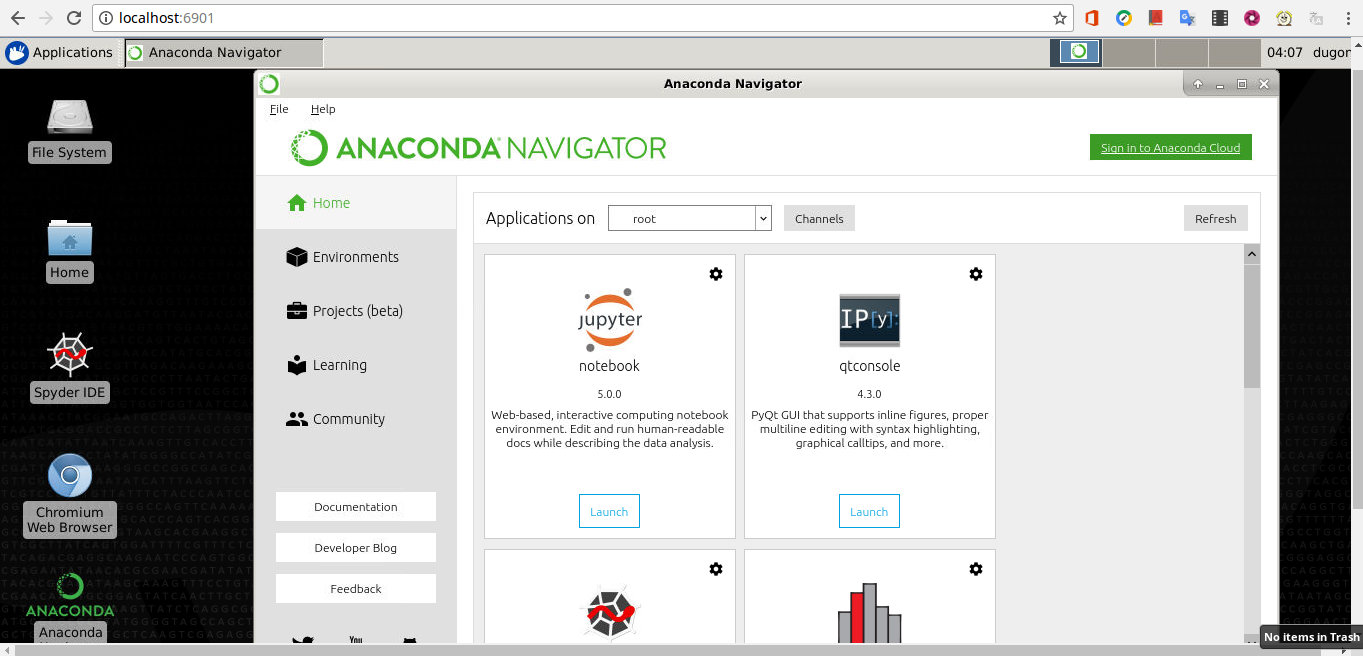 localhost:6901
Applications
Anaconda Navigator
04:07 dugon
Anaconda Navigator
File System
Home
Spyder IDE
Chromium
Web Browser
ANACONDA
Anaconda
File Help
ANACONDA NAVIGATOR
Sign in to Anaconda Cloud
Home
Environments
Projects (beta)
Learning
Community
Documentation
Developer Blog
Feedback
You
Applications on root Channels Refresh
jupyter
notebook
5.0.0
Web-based, interactive computing notebook
environment. Edit and run human-readable
docs while describing the data analysis.
Launch
IP[y]:
qtconsole
4.3.0
PyQt GUI that supports inline figures, proper
multiline editing with syntax highlighting,
graphical calltips, and more.
Launch
No items in Trash